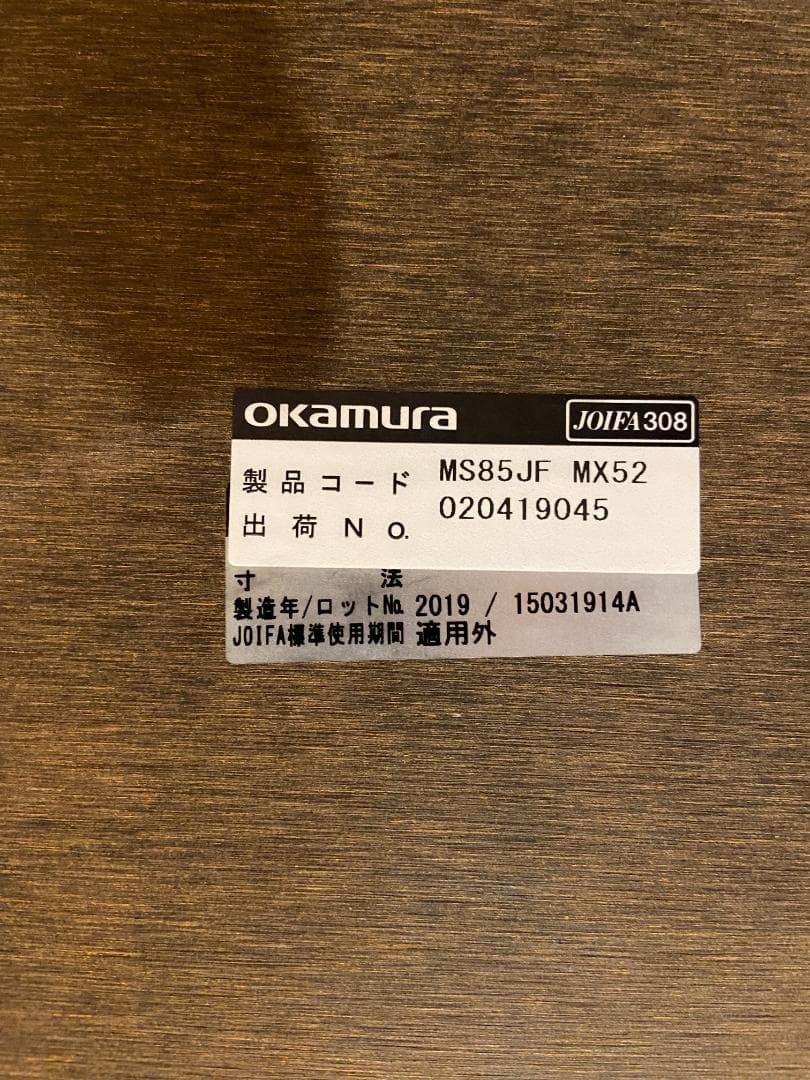 okamura JOIFA308
製品コード MS85JF MX52
出荷No. 020419045
寸法
製造年/ロット№ 2019 / 15031914A
JOIFA標準使用期間 適用外